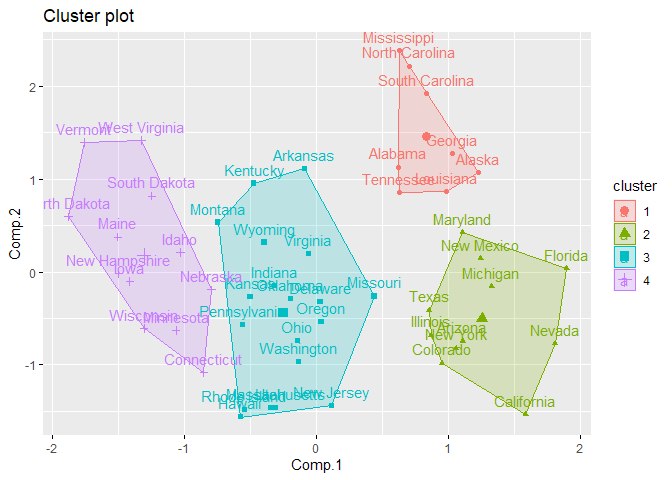 Cluster plot
Mississippi
North Carolina
South Carolina
Georgia
Alabama
Alaska
Tennessee
Louisiana
Vermont
West Virginia
South Dakota
rth Dakota
Maine
Idaho
New Hampshire
Iowa
Nebraska
Wisconsin
Minnesota
Connecticut
Arkansas
Kentucky
Montana
Wyoming
Virginia
Indiana
Kansas
Oklahoma
Delaware
Missouri
Pennsylvania
Oregon
Ohio
Washington
Rhode Island
Massachusetts
New Jersey
Hawaii
Maryland
New Mexico
Florida
Michigan
Texas
Illinois
Arizona
New York
Nevada
Colorado
California
2
1
0
-1
-2
-1
0
1
2
Comp.1
Comp.2
cluster
1
2
3
4